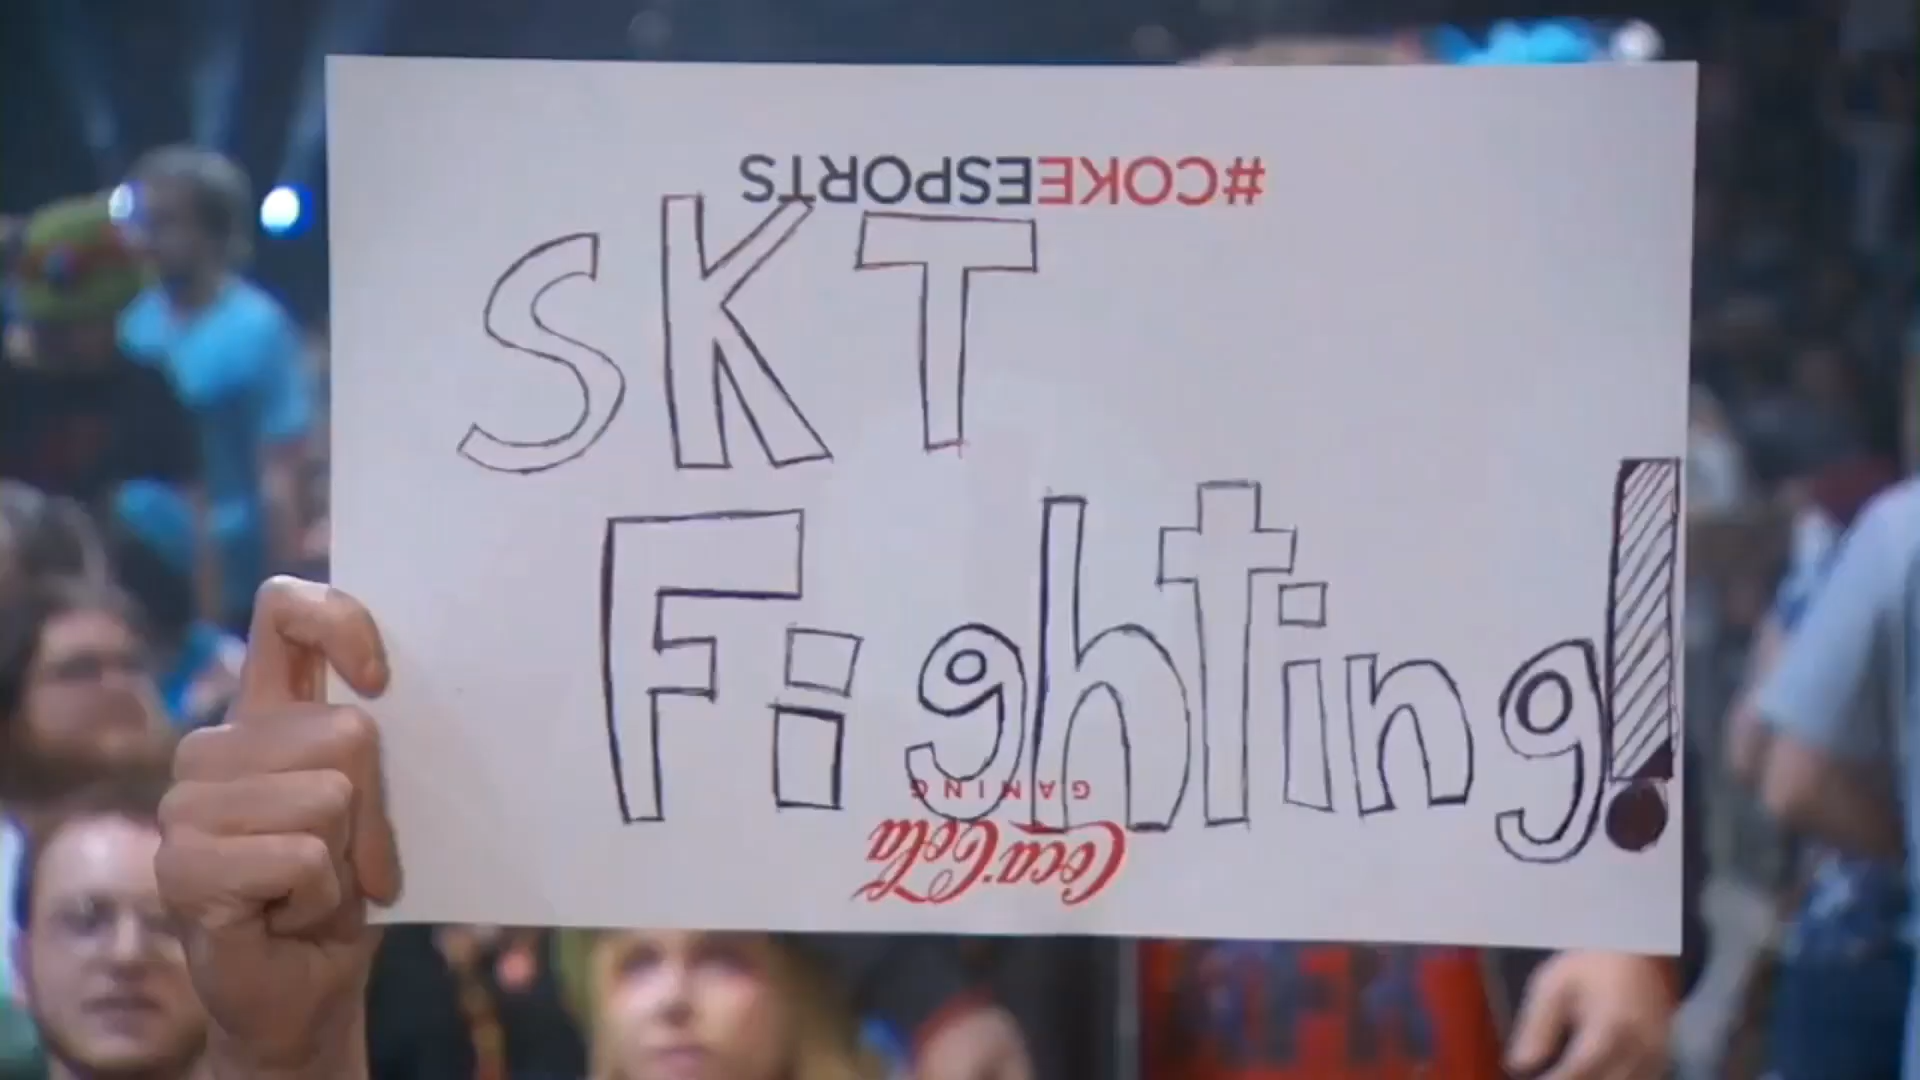 #COKEESPORTS
SKT
Fighting!
GAMING
Coca-Cola